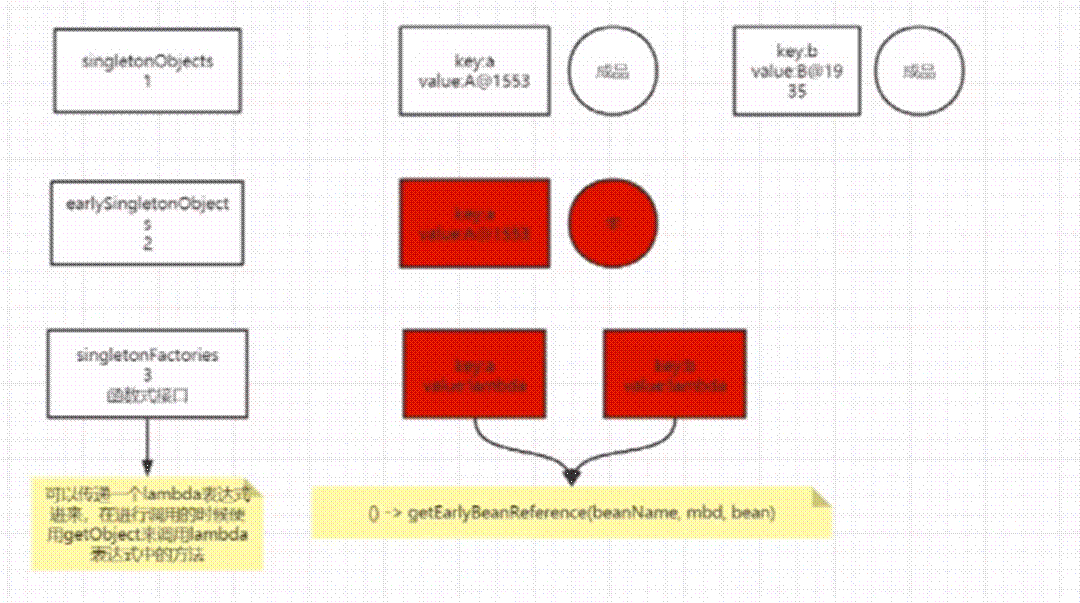 singletonObjects
1
key:a
value:A@1553
成品
key:b
value:B@19
35
成品
earlySingletonObject
s
2
key:a
value:A@1553
singletonFactories
3
函数式接口
key:a
value:lambda
key:b
value:lambda
可以传递一个lambda表达式
进来，在进行调用的时候使
用getObject来调用lambda
表达式中的方法
() -> getEarlyBeanReference(beanName, mbd, bean)